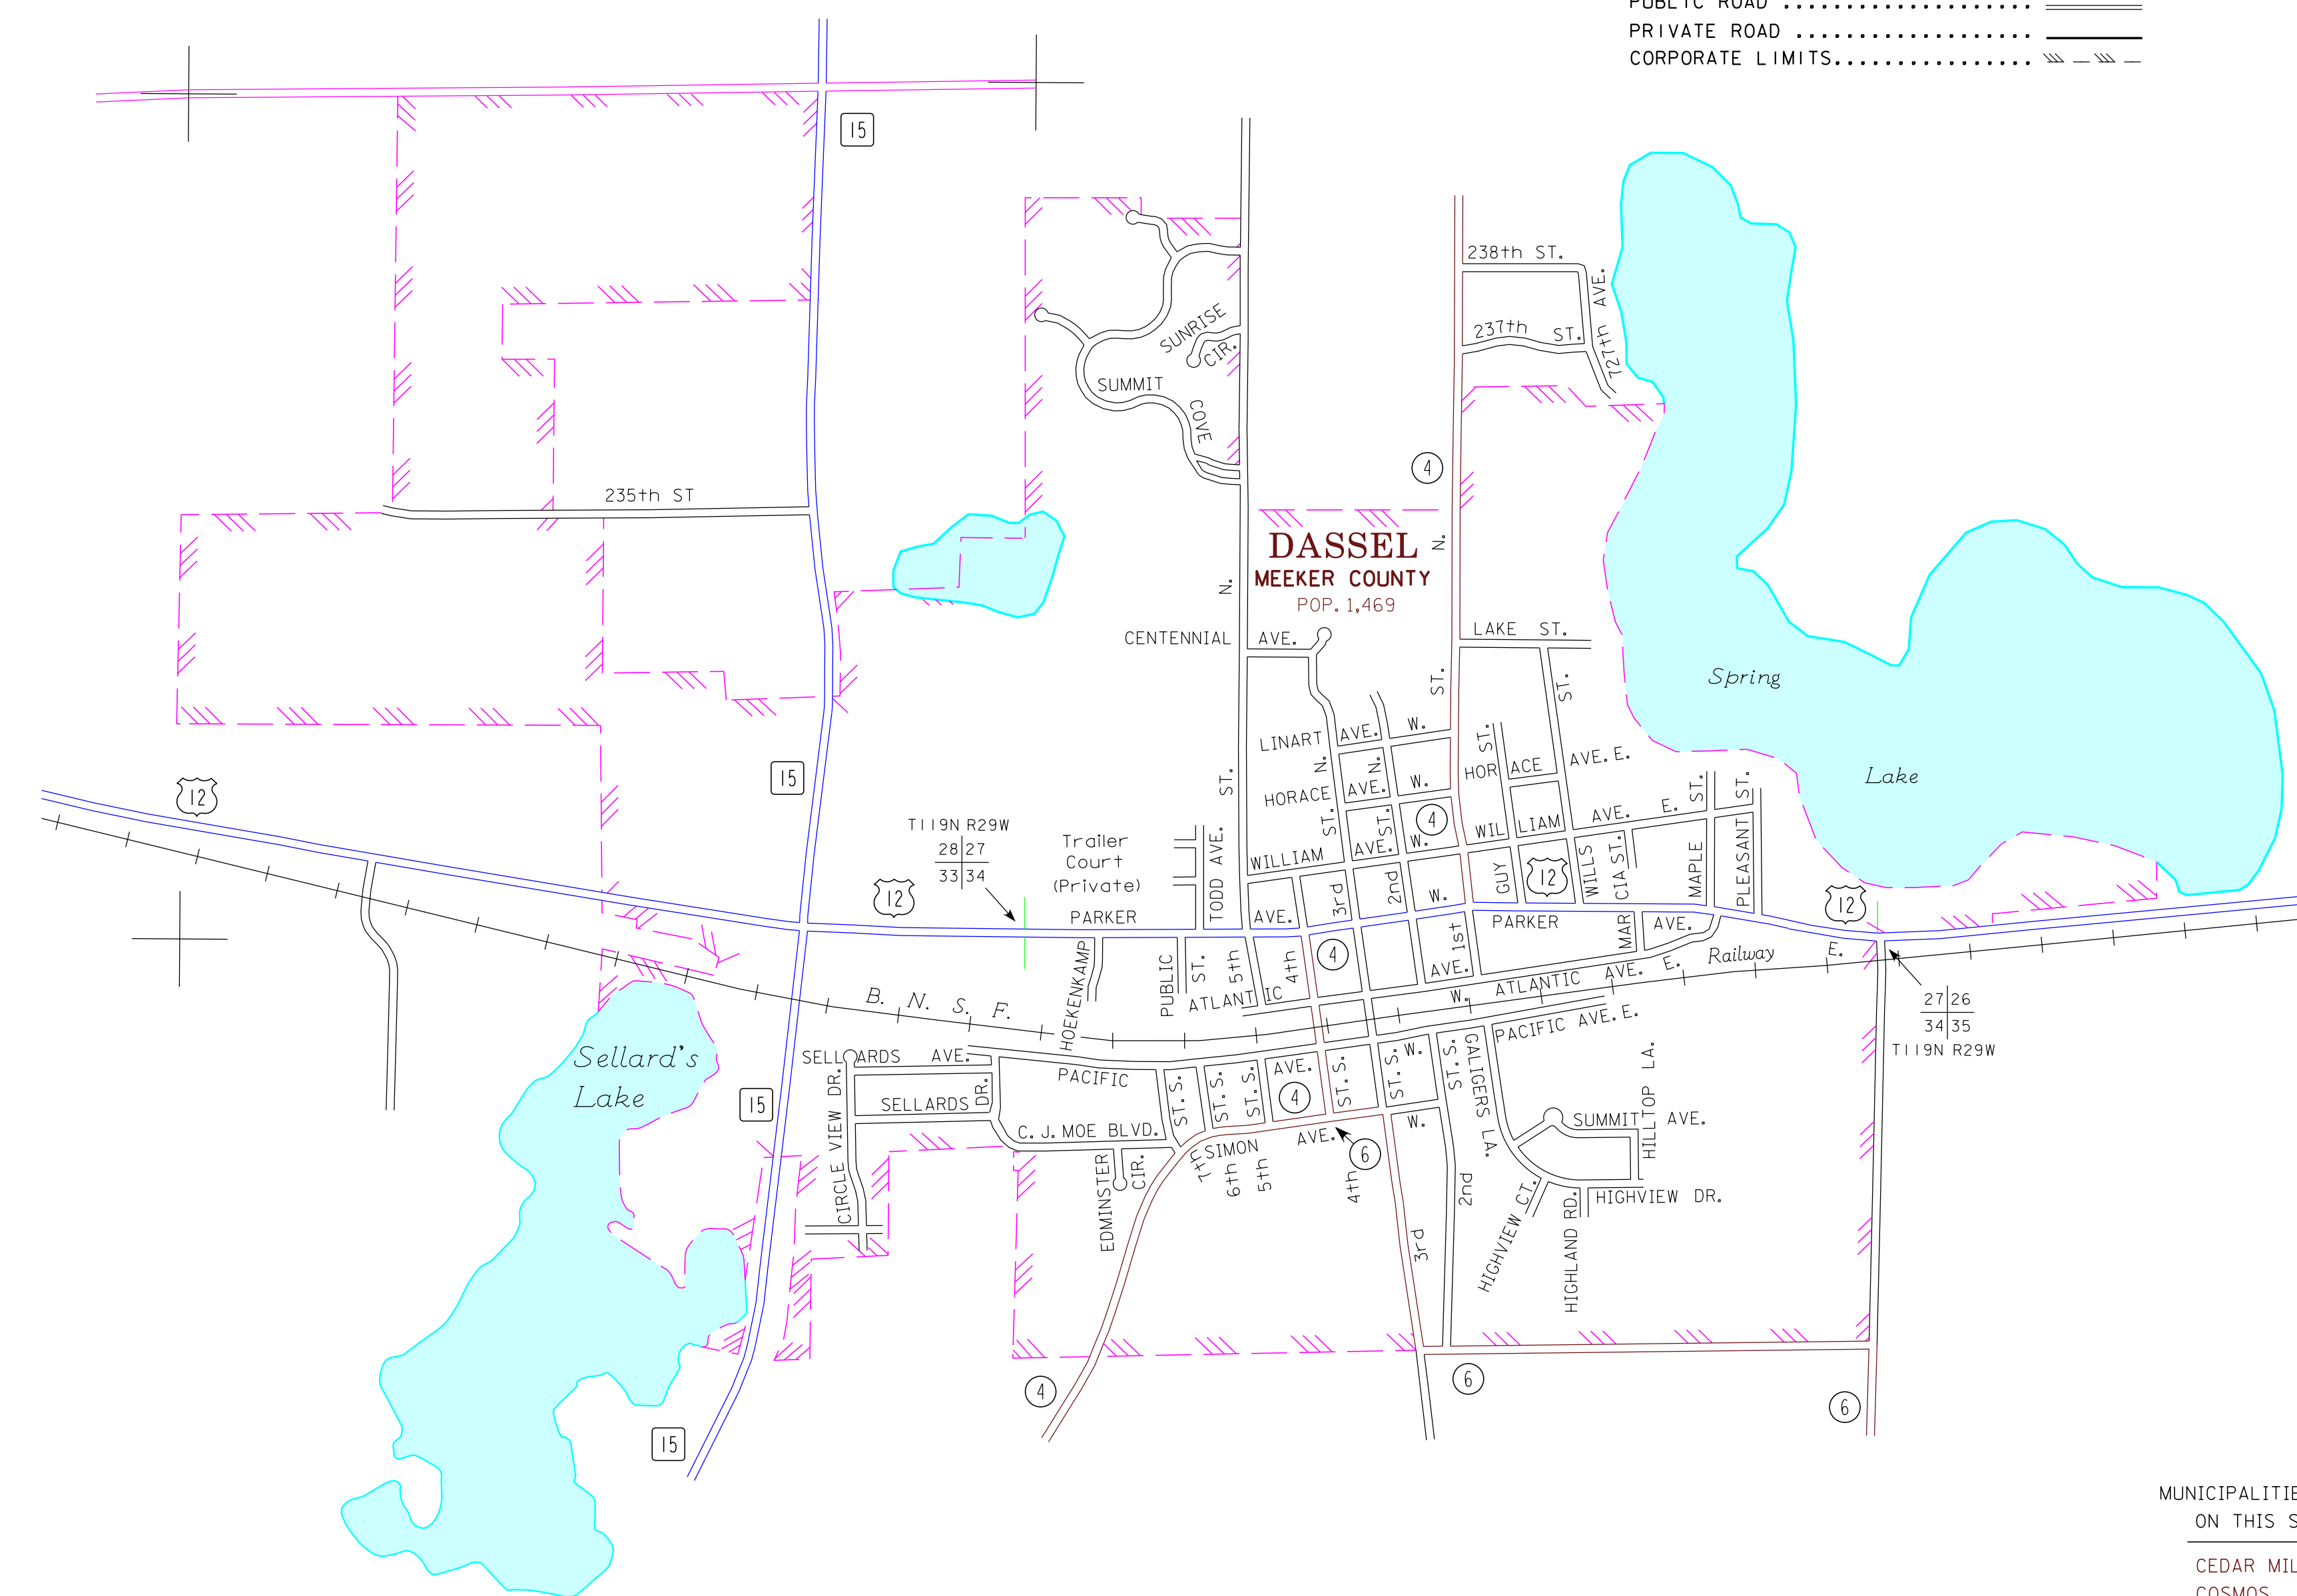 PUBLIC ROAD ....................
PRIVATE ROAD ...................
CORPORATE LIMITS................
15
238th ST.
727th AVE.
237th ST.
SUNRISE
CIR.
SUMMIT
COVE
4
235th ST
DASSEL
MEEKER COUNTY
POP. 1,469
N.
N.
CENTENNIAL AVE.
LAKE ST.
Spring
Lake
ST.
ST.
LINART AVE. W.
ST.
HORACE AVE. E.
N.
N.
HORACE AVE. W.
ST.
15
12
4
WILLIAM AVE. E.
ST.
ST.
ST.
ST.
WILLIAM AVE. W.
T119N R29W
28 27
33 34
Trailer
Court
(Private)
TODD AVE.
12
GUY
12
WILLS
CIA ST.
MAPLE
PLEASANT
3rd
2nd
W.
12
PARKER AVE.
PARKER AVE.
MAR
E.
4
1st
HOEKENKAMP
PUBLIC
ST.
5th
4th
AVE.
ATLANTIC
W.
ATLANTIC AVE. E.
Railway
B. N. S. F.
27 26
34 35
T119N R29W
PACIFIC AVE. E.
Sellard's
Lake
SELLARDS AVE.
PACIFIC AVE. W.
SELLARDS DR.
CIRCLE VIEW DR.
15
C. J. MOE BLVD.
ST. S.
ST. S.
ST. S.
4
ST. S.
ST. S.
ST. S.
GALIGERS LA.
SUMMIT AVE.
HILLTOP LA.
SIMON AVE. W.
6
7th
6th
5th
4th
3rd
2nd
EDMINSTER
CIR.
HIGHVIEW CT.
HIGHLAND RD.
HIGHVIEW DR.
4
6
6
15
MUNICIPALITIE
ON THIS S
CEDAR MIL
COSMOS